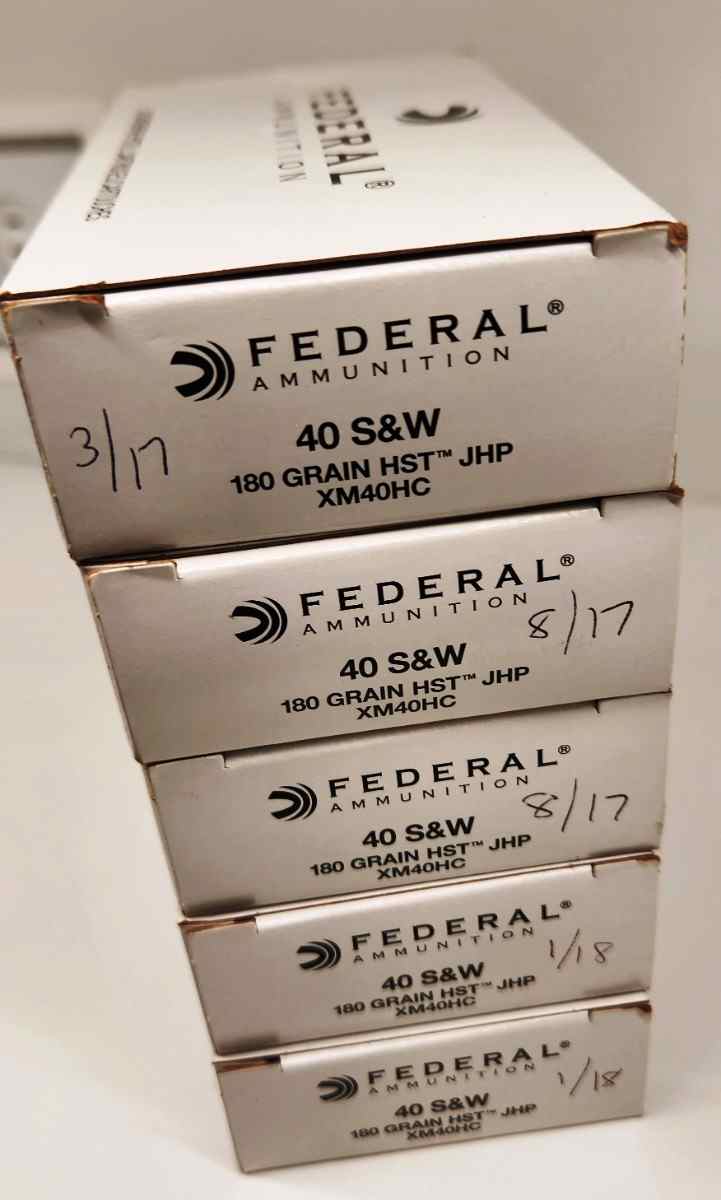 FEDERAL®
AMMUNITION
FEDERAL®
AMMUNITION
3/17
40 S&W
180 GRAIN HST™ JHP
XM40HC
FEDERAL®
AMMUNITION
8/17
40 S&W
180 GRAIN HST™ JHP
XM40HC
FEDERAL®
AMMUNITION
8/17
40 S&W
180 GRAIN HST™ JHP
XM40HC
FEDERAL®
AMMUNITION
1/18
40 S&W
180 GRAIN HST™ JHP
XM40HC
FEDERAL®
AMMUNITION
1/18
40 S&W
180 GRAIN HST™ JHP
XM40HC